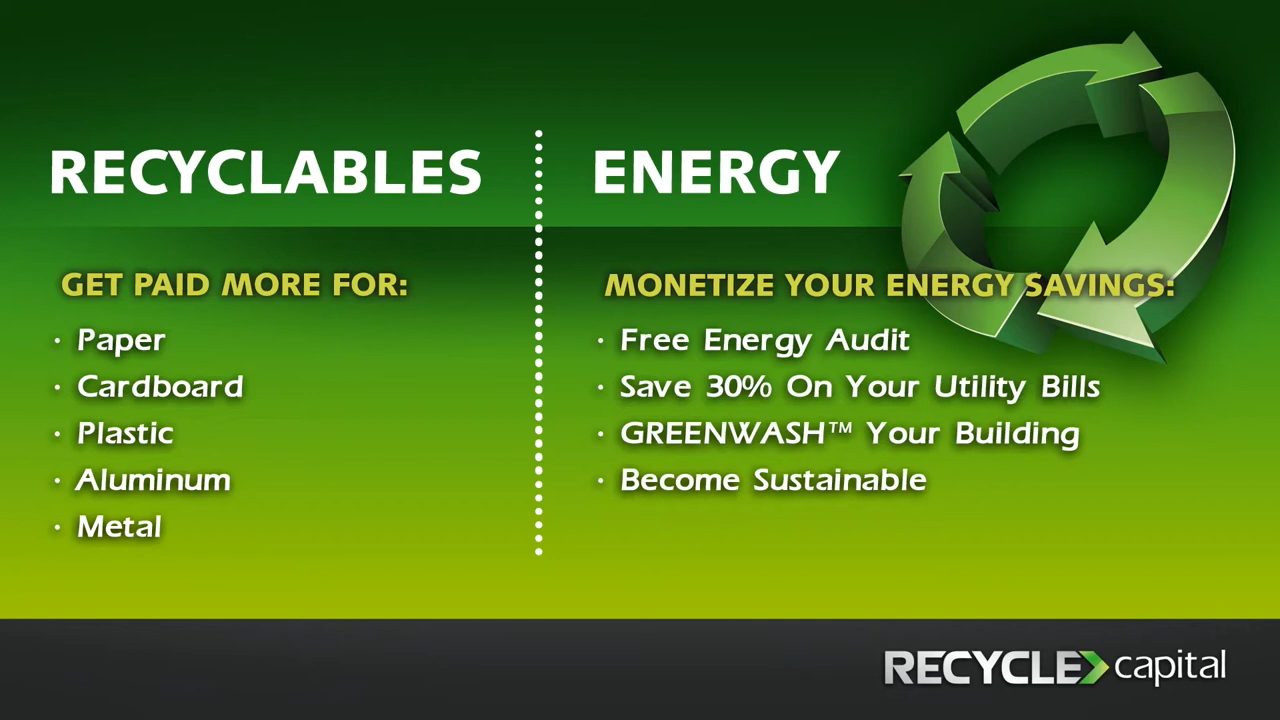 RECYCLABLES
GET PAID MORE FOR:
· Paper
· Cardboard
· Plastic
· Aluminum
· Metal
ENERGY
MONETIZE YOUR ENERGY SAVINGS:
· Free Energy Audit
· Save 30% On Your Utility Bills
· GREENWASH™ Your Building
· Become Sustainable
RECYCLE capital